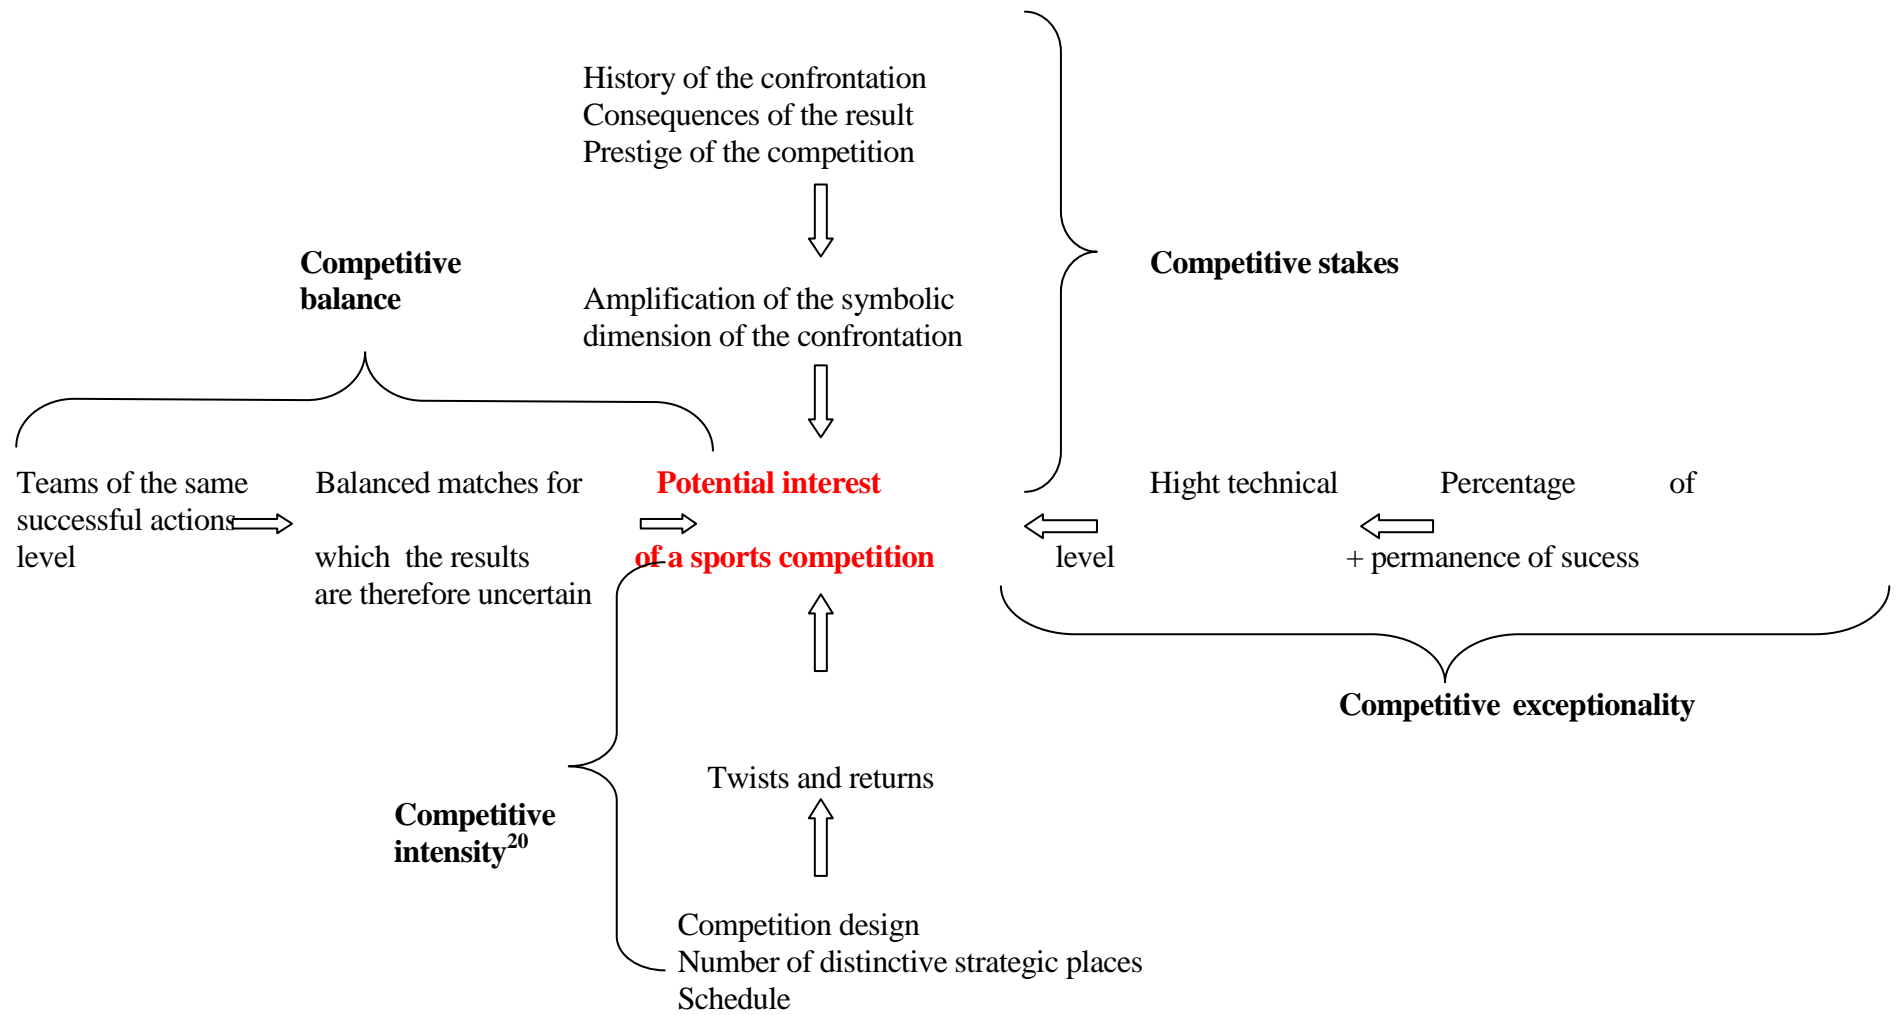 History of the confrontation
Consequences of the result
Prestige of the competition
Competitive
balance
Competitive stakes
Amplification of the symbolic
dimension of the confrontation
Teams of the same
successful actions
level
Balanced matches for
which the results
are therefore uncertain
Potential interest
of a sports competition
Hight technical
level
Percentage of
+ permanence of sucess
Competitive exceptionality
Twists and returns
Competitive
intensity20
Competition design
Number of distinctive strategic places
Schedule